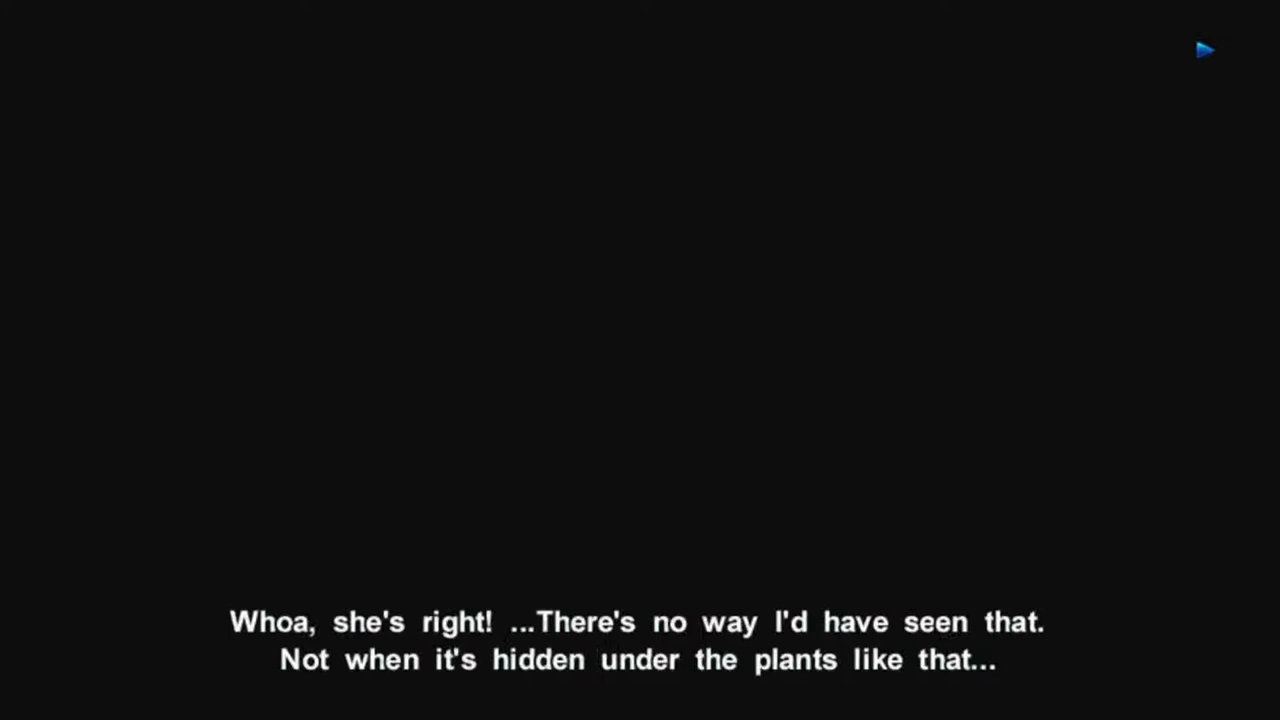 Whoa, she's right! ...There's no way I'd have seen that.
Not when it's hidden under the plants like that...